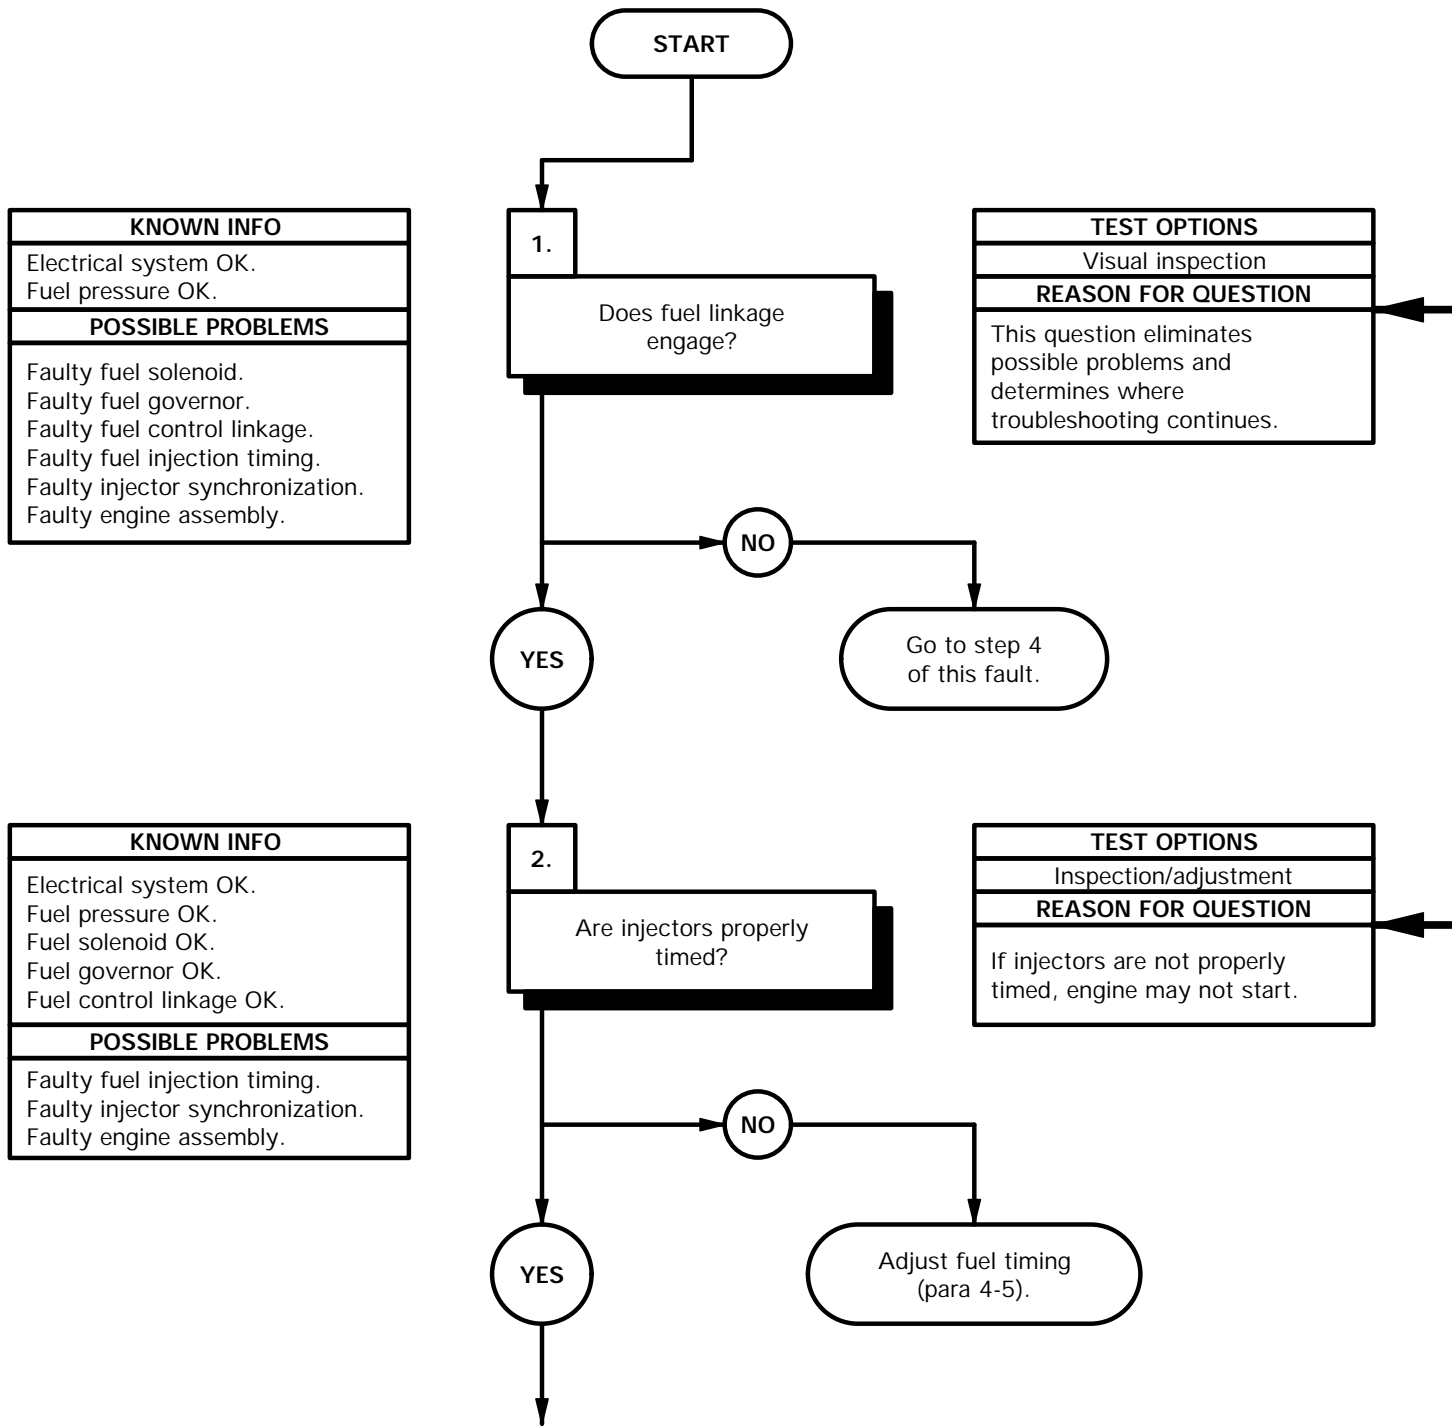 START
KNOWN INFO
Electrical system OK.
Fuel pressure OK.
POSSIBLE PROBLEMS
Faulty fuel solenoid.
Faulty fuel governor.
Faulty fuel control linkage.
Faulty fuel injection timing.
Faulty injector synchronization.
Faulty engine assembly.
1.
Does fuel linkage
engage?
TEST OPTIONS
Visual inspection
REASON FOR QUESTION
This question eliminates
possible problems and
determines where
troubleshooting continues.
NO
YES
Go to step 4
of this fault.
KNOWN INFO
Electrical system OK.
Fuel pressure OK.
Fuel solenoid OK.
Fuel governor OK.
Fuel control linkage OK.
POSSIBLE PROBLEMS
Faulty fuel injection timing.
Faulty injector synchronization.
Faulty engine assembly.
2.
Are injectors properly
timed?
TEST OPTIONS
Inspection/adjustment
REASON FOR QUESTION
If injectors are not properly
timed, engine may not start.
NO
YES
Adjust fuel timing
(para 4-5).